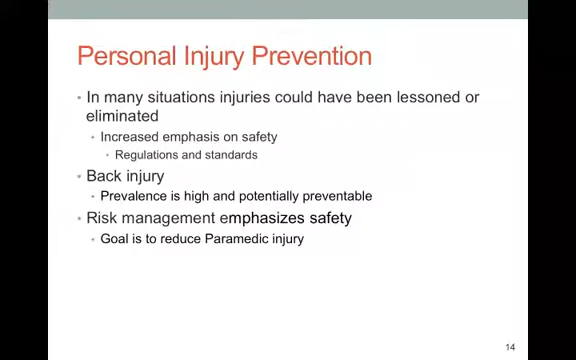 Personal Injury Prevention
• In many situations injuries could have been lessoned or
eliminated
• Increased emphasis on safety
• Regulations and standards
• Back injury
• Prevalence is high and potentially preventable
• Risk management emphasizes safety
• Goal is to reduce Paramedic injury
14